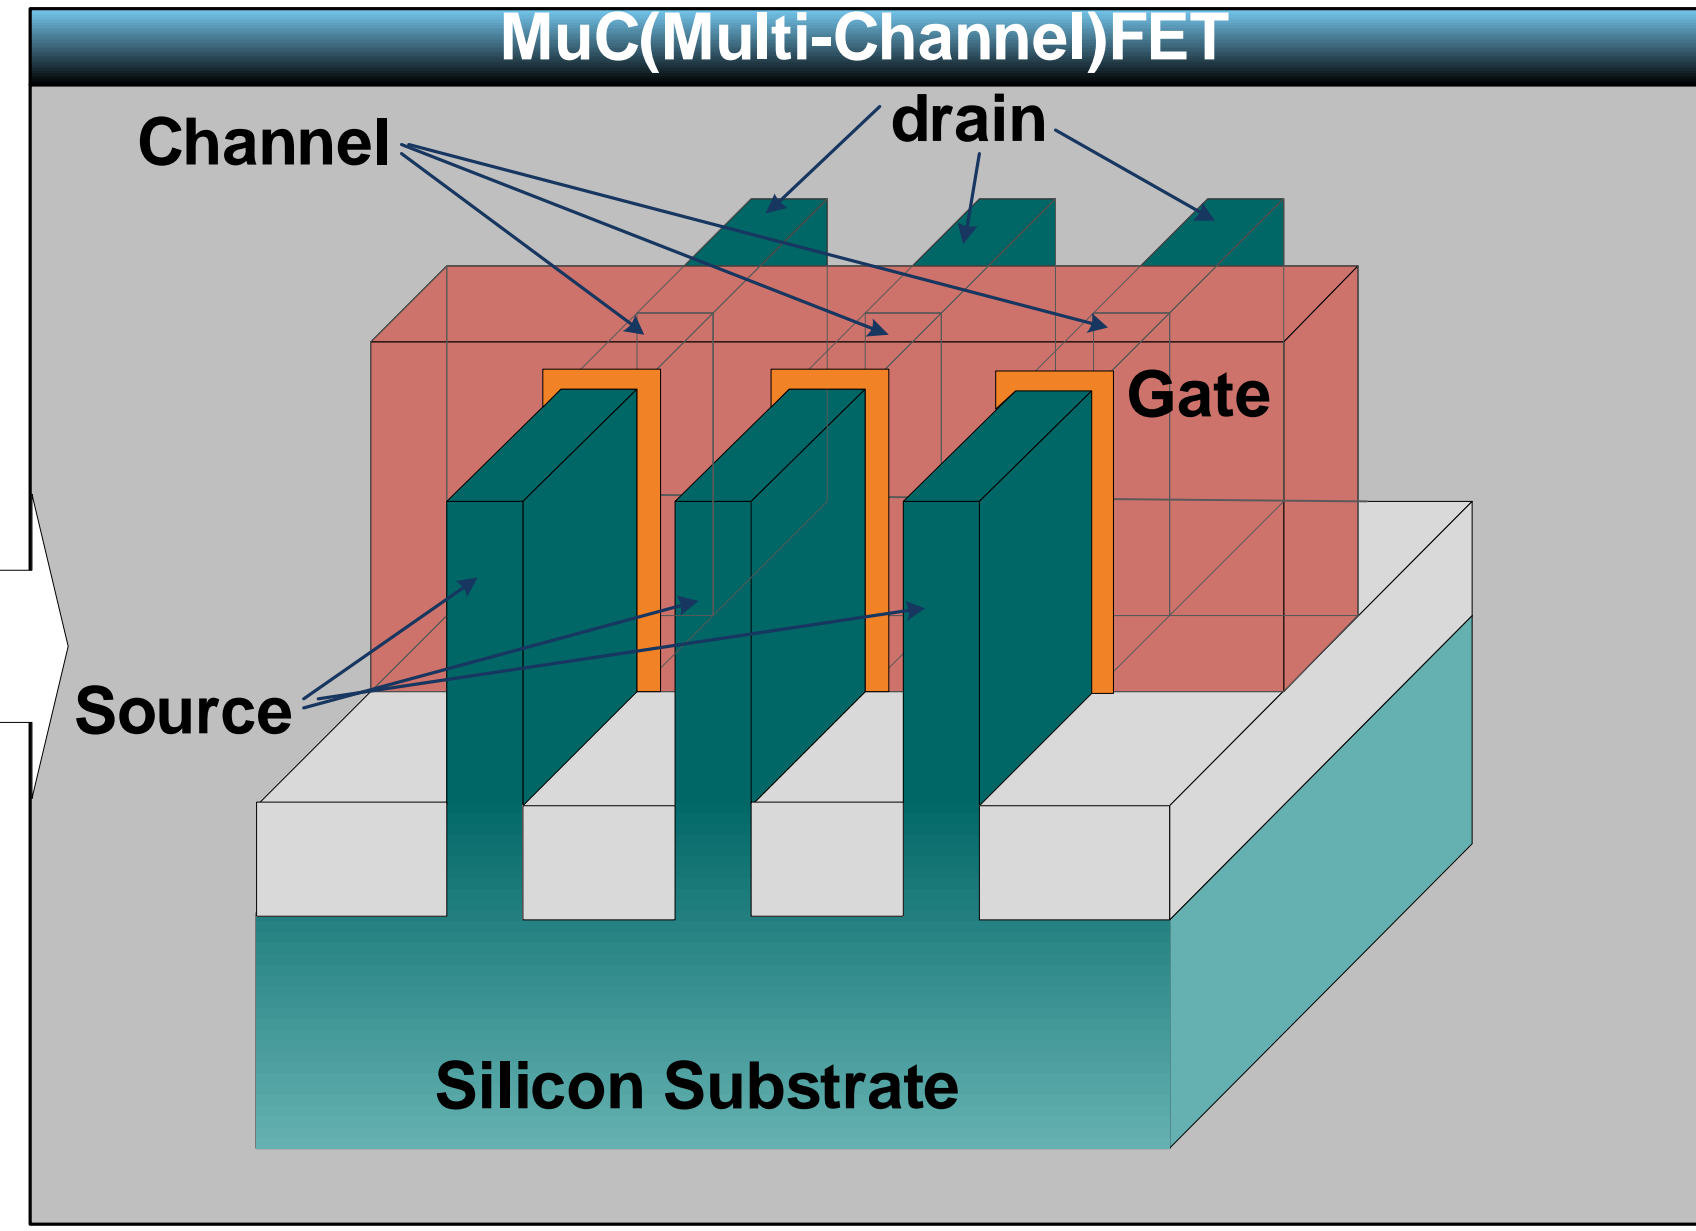 MuC(Multi-Channel)FET
drain
Channel
Gate
Source
Silicon Substrate